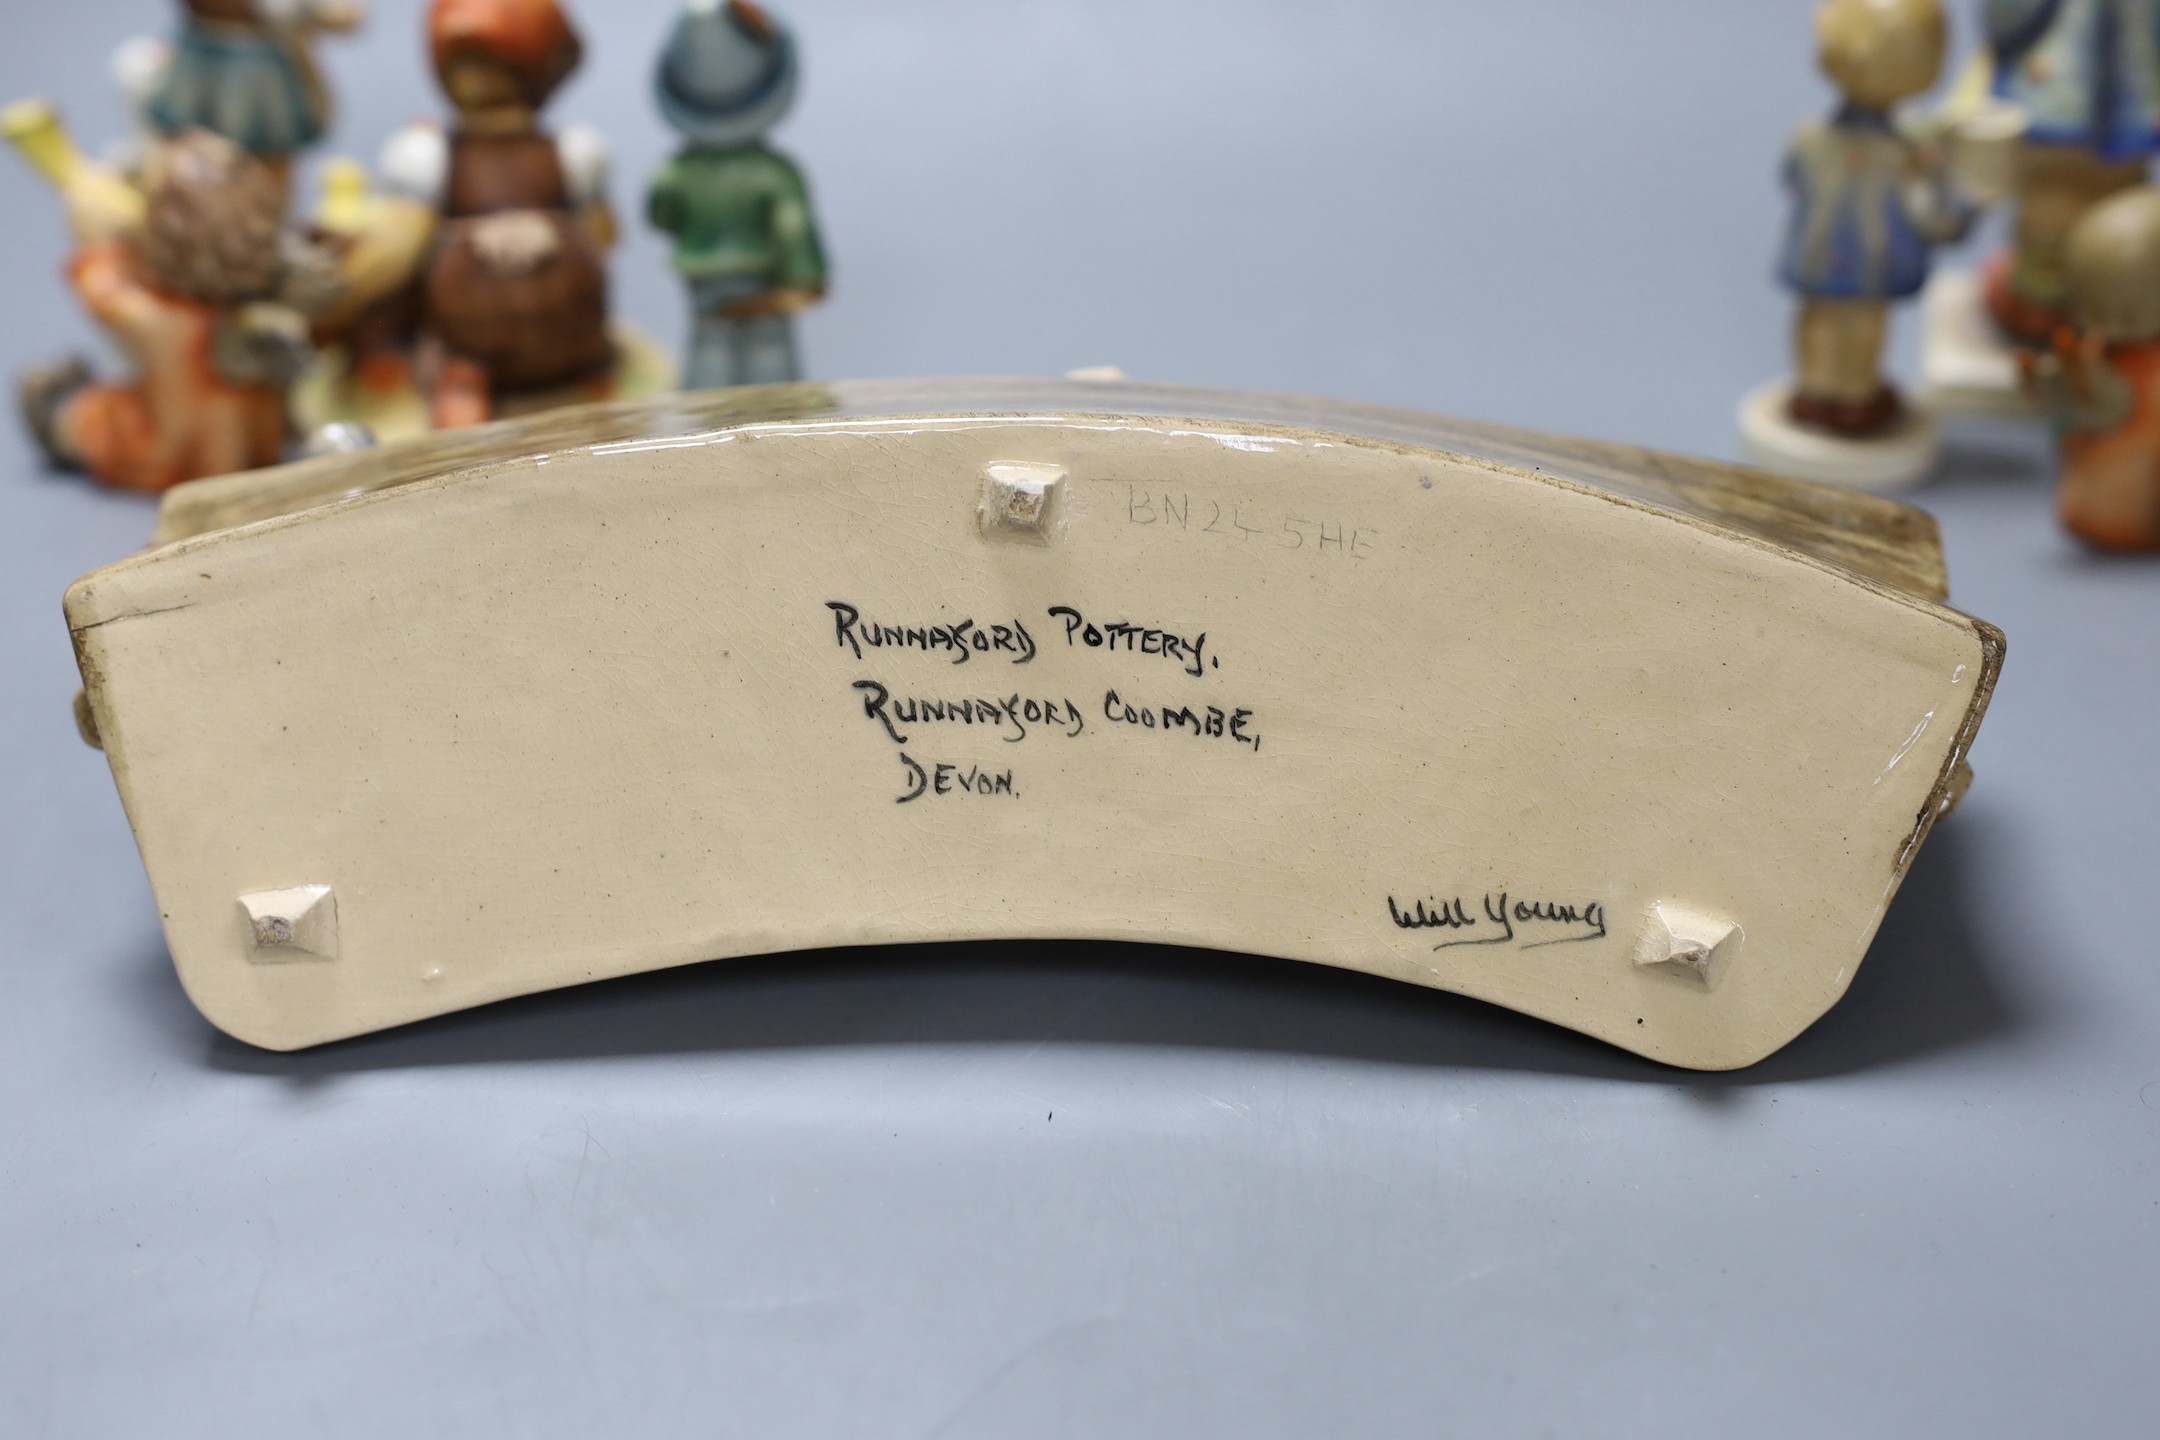 BN24 5HE
RUNNAFORD POTTERY.
RUNNAFORD COOMBE,
DEVON.
Will Young